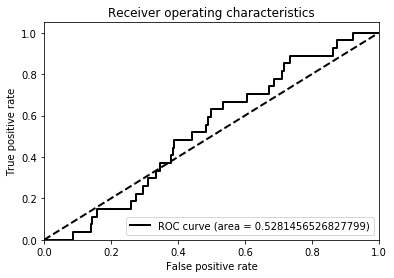 Receiver operating characteristics
1.0
0.8
0.6
0.4
0.2
0.0
True positive rate
ROC curve (area = 0.5281456526827799)
0.0 0.2 0.4 0.6 0.8 1.0
False positive rate